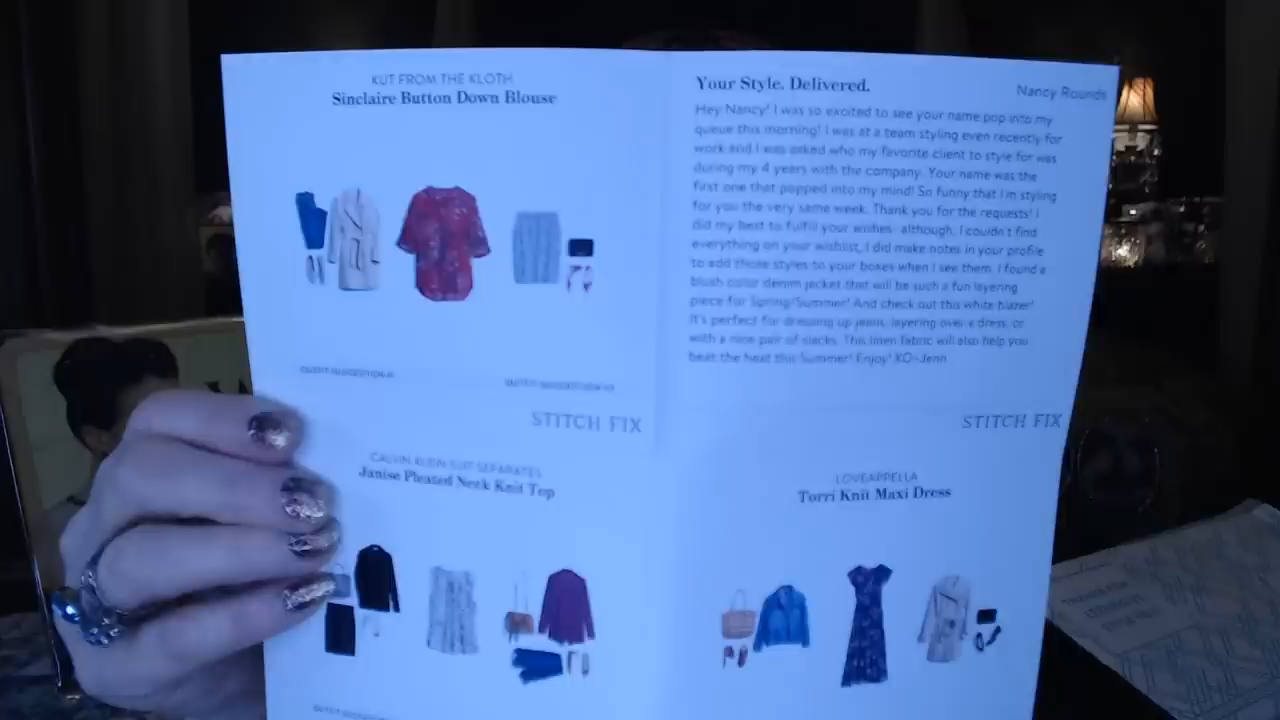 KUT FROM THE KLOTH
Sinclaire Button Down Blouse
OUTFIT SUGGESTION #1
OUTFIT SUGGESTION #2
STITCH FIX
Your Style. Delivered.
Nancy Rounds
Hey Nancy! I was so excited to see your name pop into my
queue this morning! I was at a team styling even recently for
work and I was asked who my favorite client to style for was
during my 4 years with the company. Your name was the
first one that popped into my mind! So funny that I'm styling
for you the very same week. Thank you for the requests! I
did my best to fulfill your wishes- although, I couldn't find
everything on your wishlist, I did make notes in your profile
to add those styles to your boxes when I see them. I found a
blush color denim jacket that will be such a fun layering
piece for Spring/Summer! And check out this white blazer!
It's perfect for dressing up jeans, layering over a dress, or
with a nice pair of slacks. This linen fabric will also help you
beat the heat this Summer! Enjoy! XO-Jenn
STITCH FIX
CALVIN KLEIN SUIT SEPARATES
Janise Pleated Neck Knit Top
LOVEAPPELLA
Torri Knit Maxi Dress